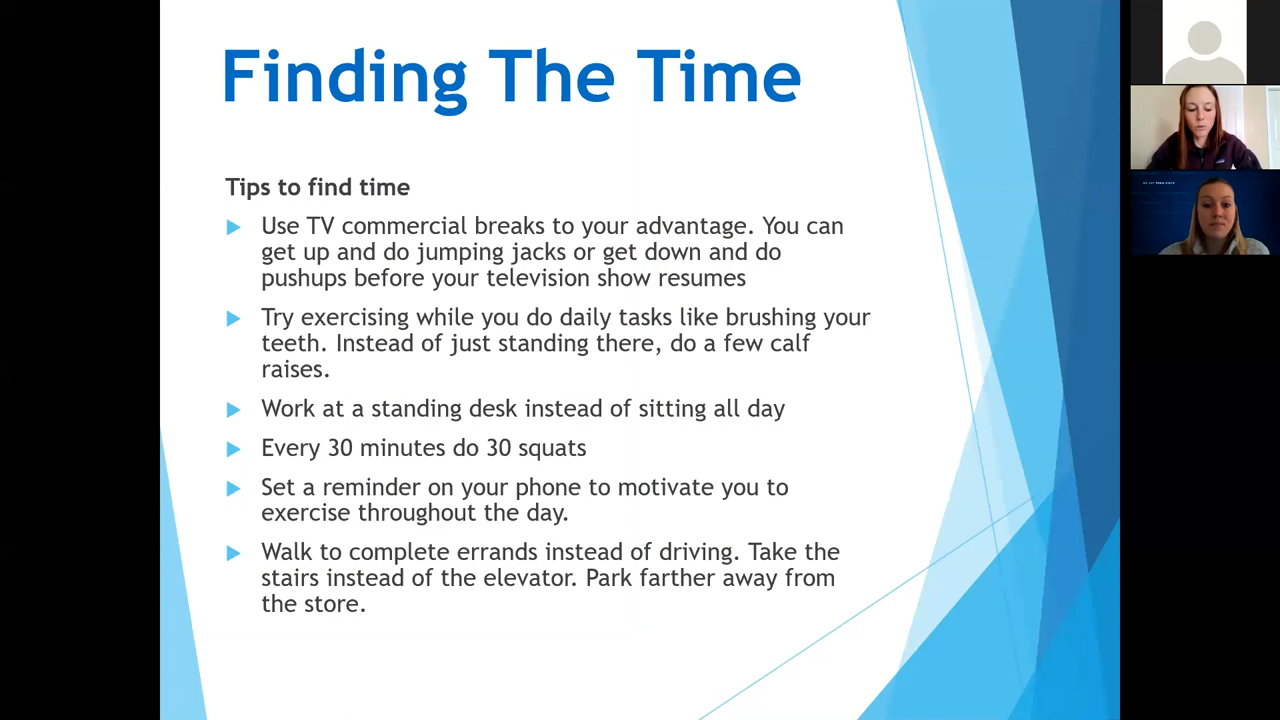 Finding The Time
Tips to find time
Use TV commercial breaks to your advantage. You can
get up and do jumping jacks or get down and do
pushups before your television show resumes
Try exercising while you do daily tasks like brushing your
teeth. Instead of just standing there, do a few calf
raises.
Work at a standing desk instead of sitting all day
Every 30 minutes do 30 squats
Set a reminder on your phone to motivate you to
exercise throughout the day.
Walk to complete errands instead of driving. Take the
stairs instead of the elevator. Park farther away from
the store.